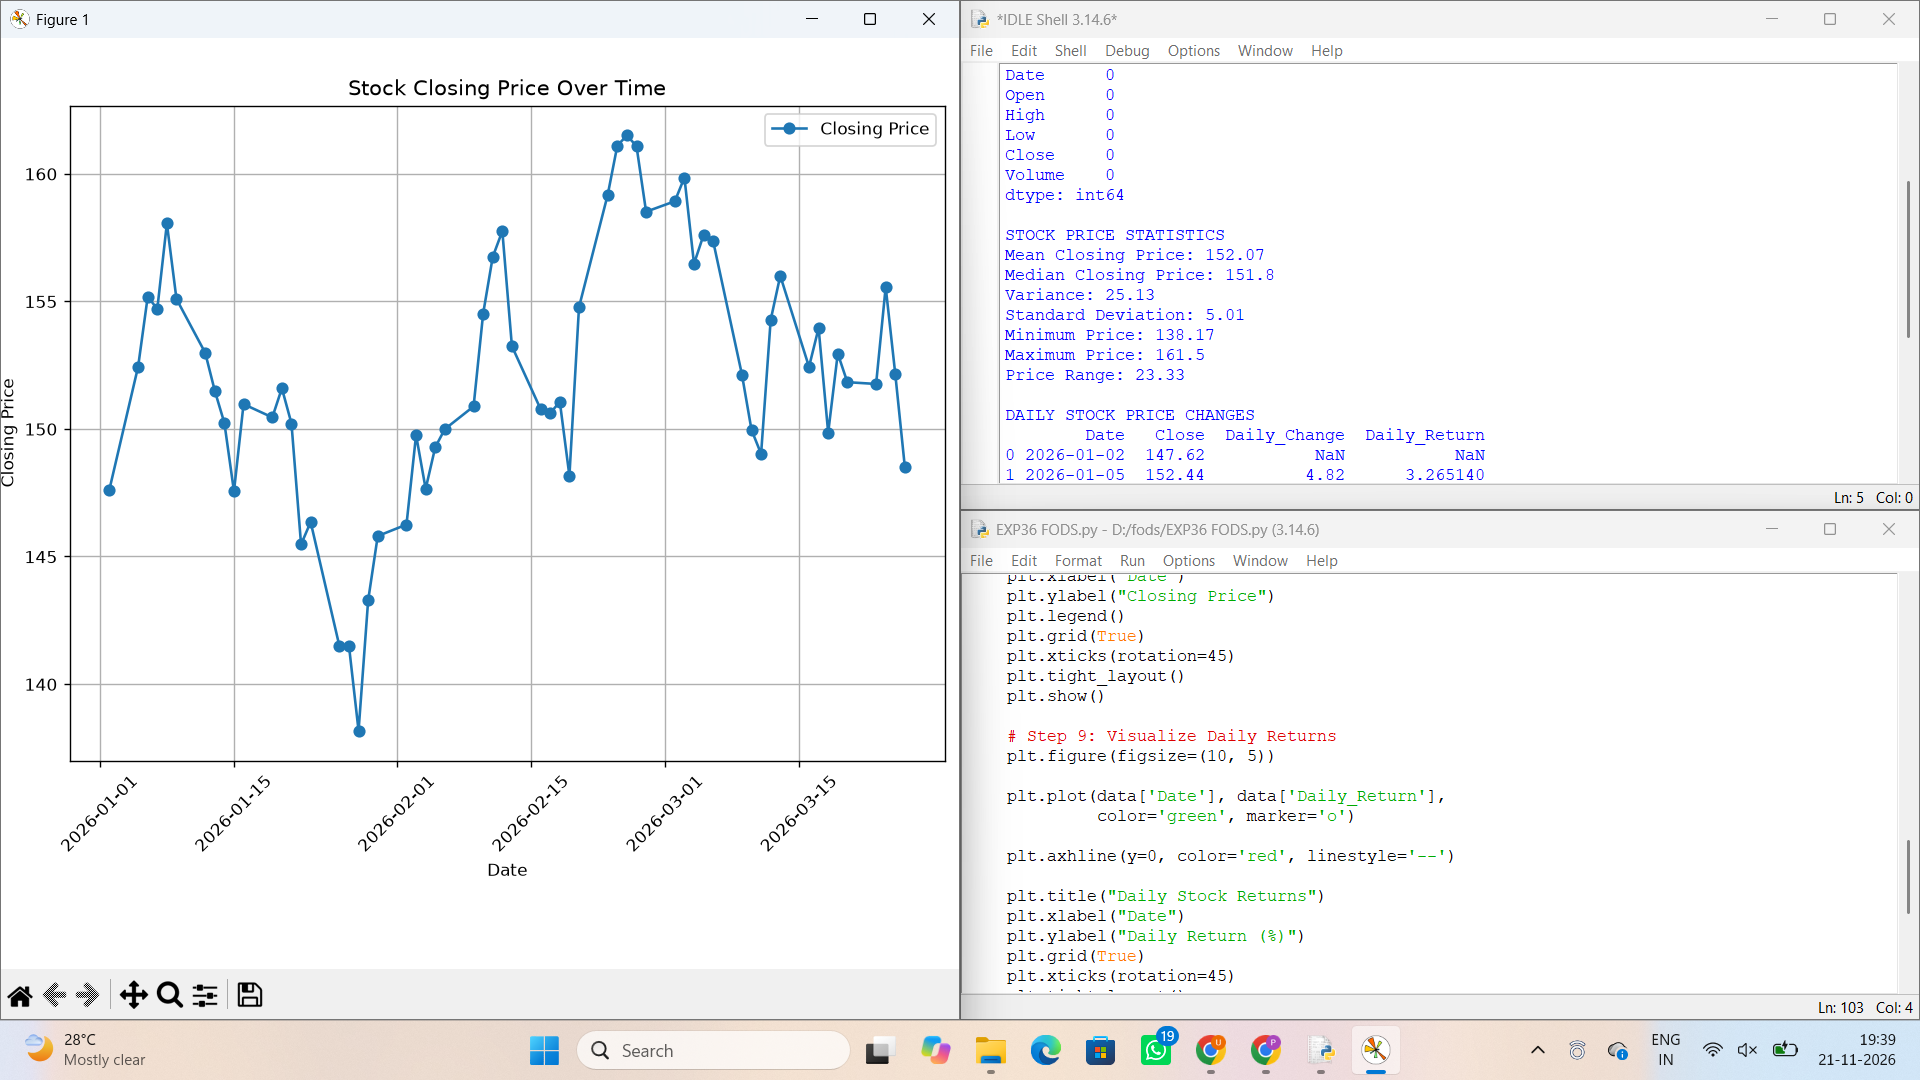 Figure 1
Stock Closing Price Over Time
Closing Price
160
155
150
145
140
Closing Price
2026-01-01
2026-01-15
2026-02-01
2026-02-15
2026-03-01
2026-03-15
Date
*IDLE Shell 3.14.6*
File Edit Shell Debug Options Window Help
Date 0
Open 0
High 0
Low 0
Close 0
Volume 0
dtype: int64
STOCK PRICE STATISTICS
Mean Closing Price: 152.07
Median Closing Price: 151.8
Variance: 25.13
Standard Deviation: 5.01
Minimum Price: 138.17
Maximum Price: 161.5
Price Range: 23.33
DAILY STOCK PRICE CHANGES
Date Close Daily_Change Daily_Return
0 2026-01-02 147.62 NaN NaN
1 2026-01-05 152.44 4.82 3.265140
Ln: 5 Col: 0
EXP36 FODS.py - D:/fods/EXP36 FODS.py (3.14.6)
File Edit Format Run Options Window Help
plt.xlabel("Date")
plt.ylabel("Closing Price")
plt.legend()
plt.grid(True)
plt.xticks(rotation=45)
plt.tight_layout()
plt.show()
# Step 9: Visualize Daily Returns
plt.figure(figsize=(10, 5))
plt.plot(data['Date'], data['Daily_Return'],
color='green', marker='o')
plt.axhline(y=0, color='red', linestyle='--')
plt.title("Daily Stock Returns")
plt.xlabel("Date")
plt.ylabel("Daily Return (%)")
plt.grid(True)
plt.xticks(rotation=45)
Ln: 103 Col: 4
28°C
Mostly clear
Search
19
U
P
ENG
IN
19:39
21-11-2026